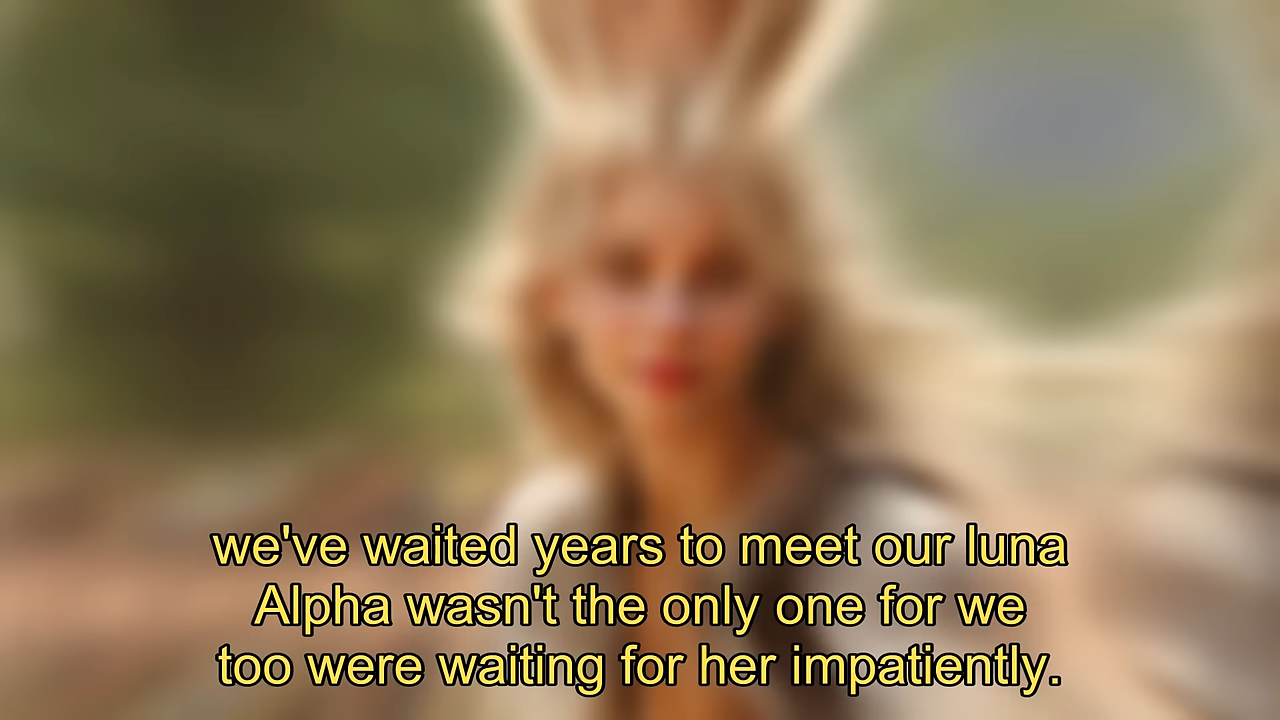 we've waited years to meet our luna
Alpha wasn't the only one for we
too were waiting for her impatiently.